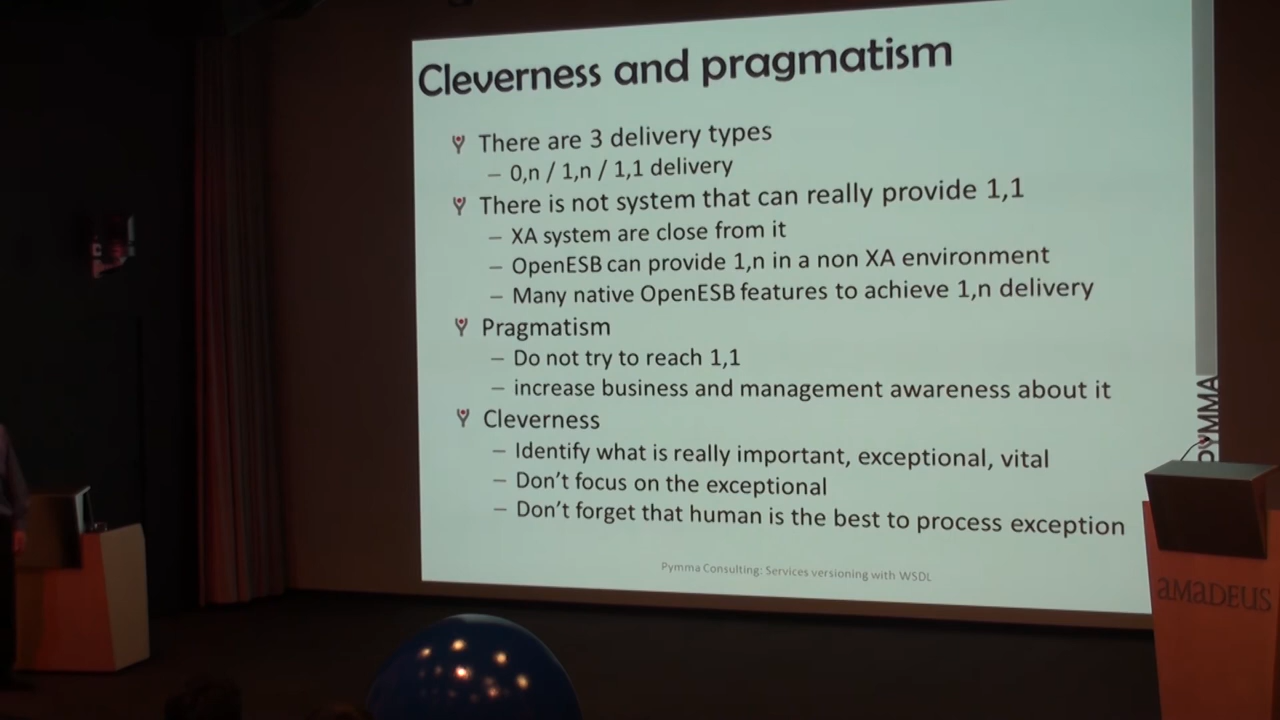 Cleverness and pragmatism
There are 3 delivery types
– 0,n / 1,n / 1,1 delivery
There is not system that can really provide 1,1
– XA system are close from it
– OpenESB can provide 1,n in a non XA environment
– Many native OpenESB features to achieve 1,n delivery
Pragmatism
– Do not try to reach 1,1
– increase business and management awareness about it
Cleverness
– Identify what is really important, exceptional, vital
– Don't focus on the exceptional
– Don't forget that human is the best to process exception
Pymma Consulting: Services versioning with WSDL
PYMMA
amaDEUS